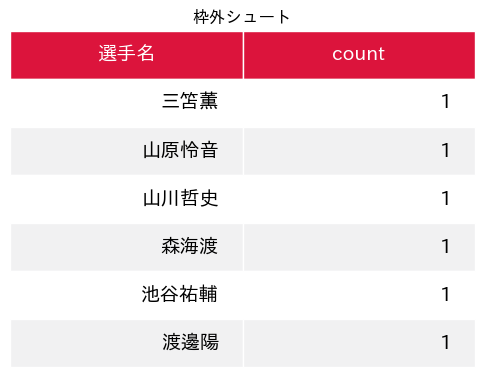 枠外シュート
選手名 count
三笘薫 1
山原怜音 1
山川哲史 1
森海渡 1
池谷祐輔 1
渡邊陽 1